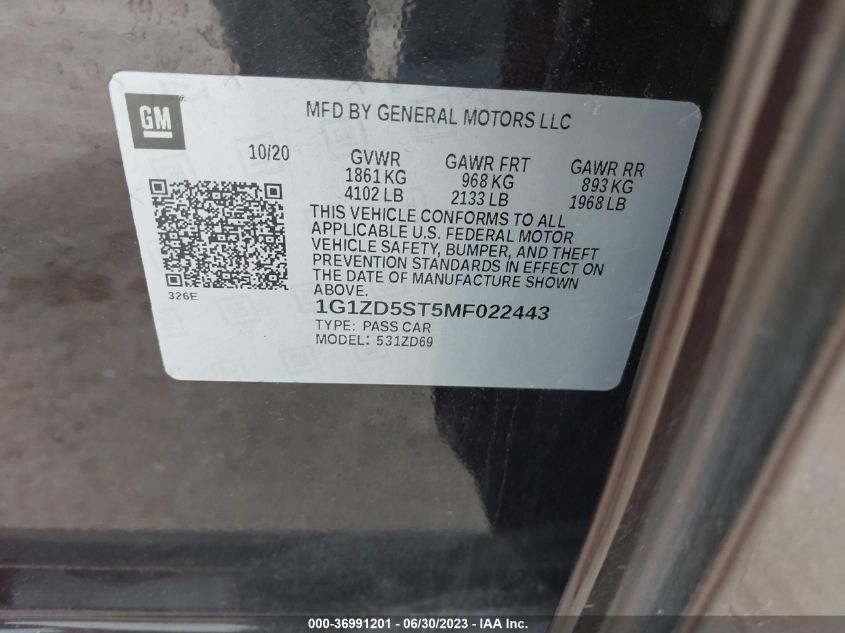 GM
MFD BY GENERAL MOTORS LLC
10/20
GVWR GAWR FRT GAWR RR
1861 KG 968 KG 893 KG
4102 LB 2133 LB 1968 LB
THIS VEHICLE CONFORMS TO ALL
APPLICABLE U.S. FEDERAL MOTOR
VEHICLE SAFETY, BUMPER, AND THEFT
PREVENTION STANDARDS IN EFFECT ON
THE DATE OF MANUFACTURE SHOWN
ABOVE.
326E
1G1ZD5ST5MF022443
TYPE: PASS CAR
MODEL: 531ZD69
000-36991201 - 06/30/2023 - IAA Inc.